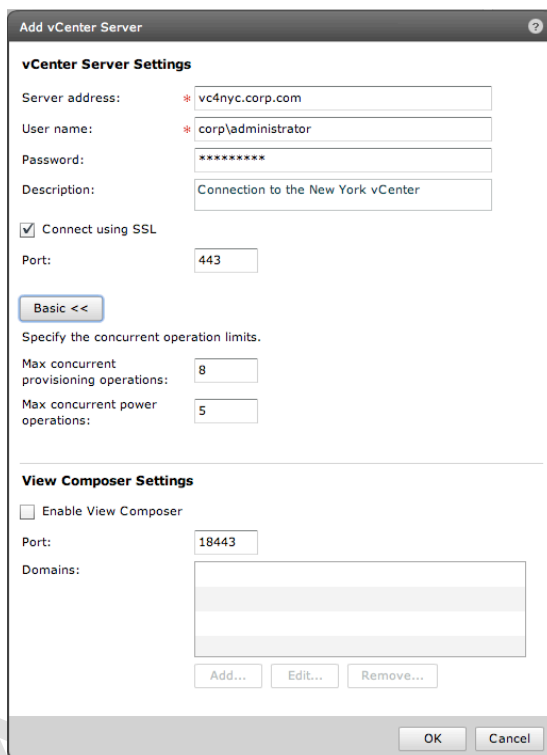 Add vCenter Server ?
vCenter Server Settings
Server address: * vc4nyc.corp.com
User name: * corp\administrator
Password: *********
Description: Connection to the New York vCenter
Connect using SSL
Port: 443
Basic <<
Specify the concurrent operation limits.
Max concurrent
provisioning operations: 8
Max concurrent power
operations: 5
View Composer Settings
Enable View Composer
Port: 18443
Domains:
Add... Edit... Remove...
OK Cancel